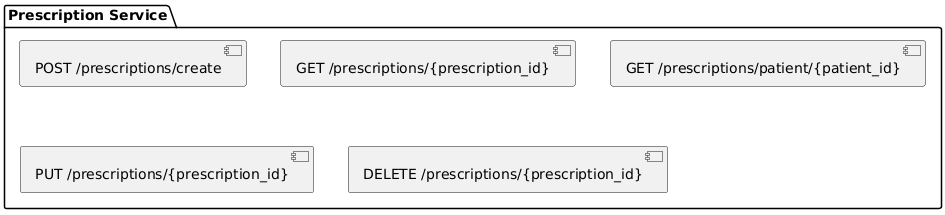 Prescription Service
POST /prescriptions/create
GET /prescriptions/{prescription_id}
GET /prescriptions/patient/{patient_id}
PUT /prescriptions/{prescription_id}
DELETE /prescriptions/{prescription_id}